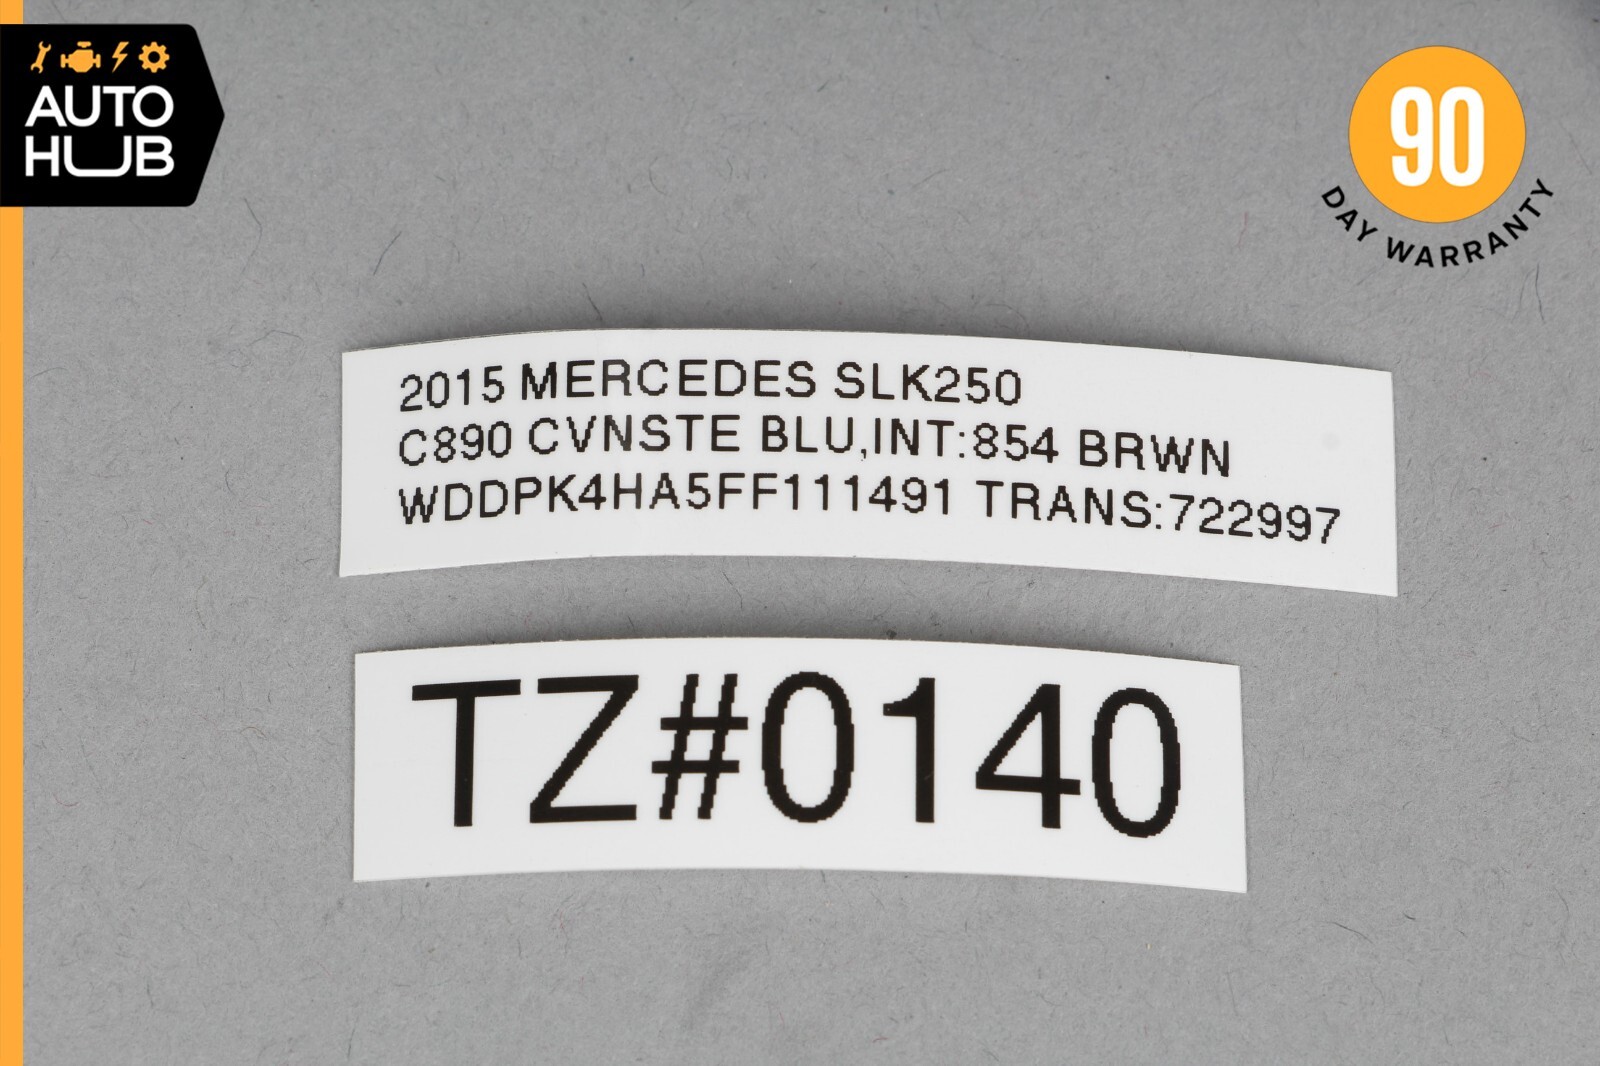 AUTO
HUB
90
DAY WARRANTY
2015 MERCEDES SLK250
C890 CVNSTE BLU,INT:854 BRWN
WDDPK4HA5FF111491 TRANS:722997
TZ#0140